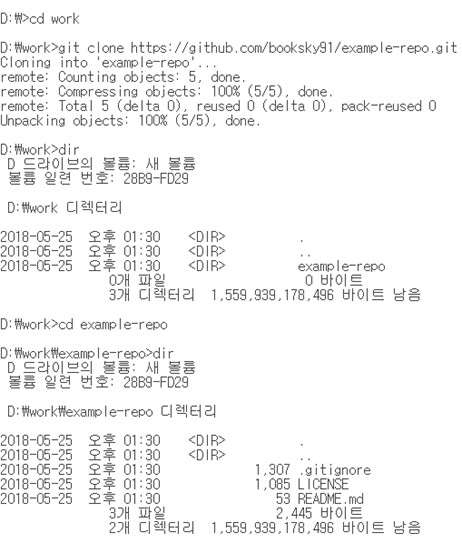 D:₩>cd work
D:₩work>git clone https://github.com/booksky91/example-repo.git
Cloning into 'example-repo'...
remote: Counting objects: 5, done.
remote: Compressing objects: 100% (5/5), done.
remote: Total 5 (delta 0), reused 0 (delta 0), pack-reused 0
Unpacking objects: 100% (5/5), done.
D:₩work>dir
D 드라이브의 볼륨: 새 볼륨
볼륨 일련 번호: 28B9-FD29
D:₩work 디렉터리
2018-05-25  오후 01:30    <DIR>          .
2018-05-25  오후 01:30    <DIR>          ..
2018-05-25  오후 01:30    <DIR>          example-repo
0개 파일                   0 바이트
3개 디렉터리  1,559,939,178,496 바이트 남음
D:₩work>cd example-repo
D:₩work₩example-repo>dir
D 드라이브의 볼륨: 새 볼륨
볼륨 일련 번호: 28B9-FD29
D:₩work₩example-repo 디렉터리
2018-05-25  오후 01:30    <DIR>          .
2018-05-25  오후 01:30    <DIR>          ..
2018-05-25  오후 01:30             1,307 .gitignore
2018-05-25  오후 01:30             1,085 LICENSE
2018-05-25  오후 01:30                53 README.md
3개 파일               2,445 바이트
2개 디렉터리  1,559,939,178,496 바이트 남음